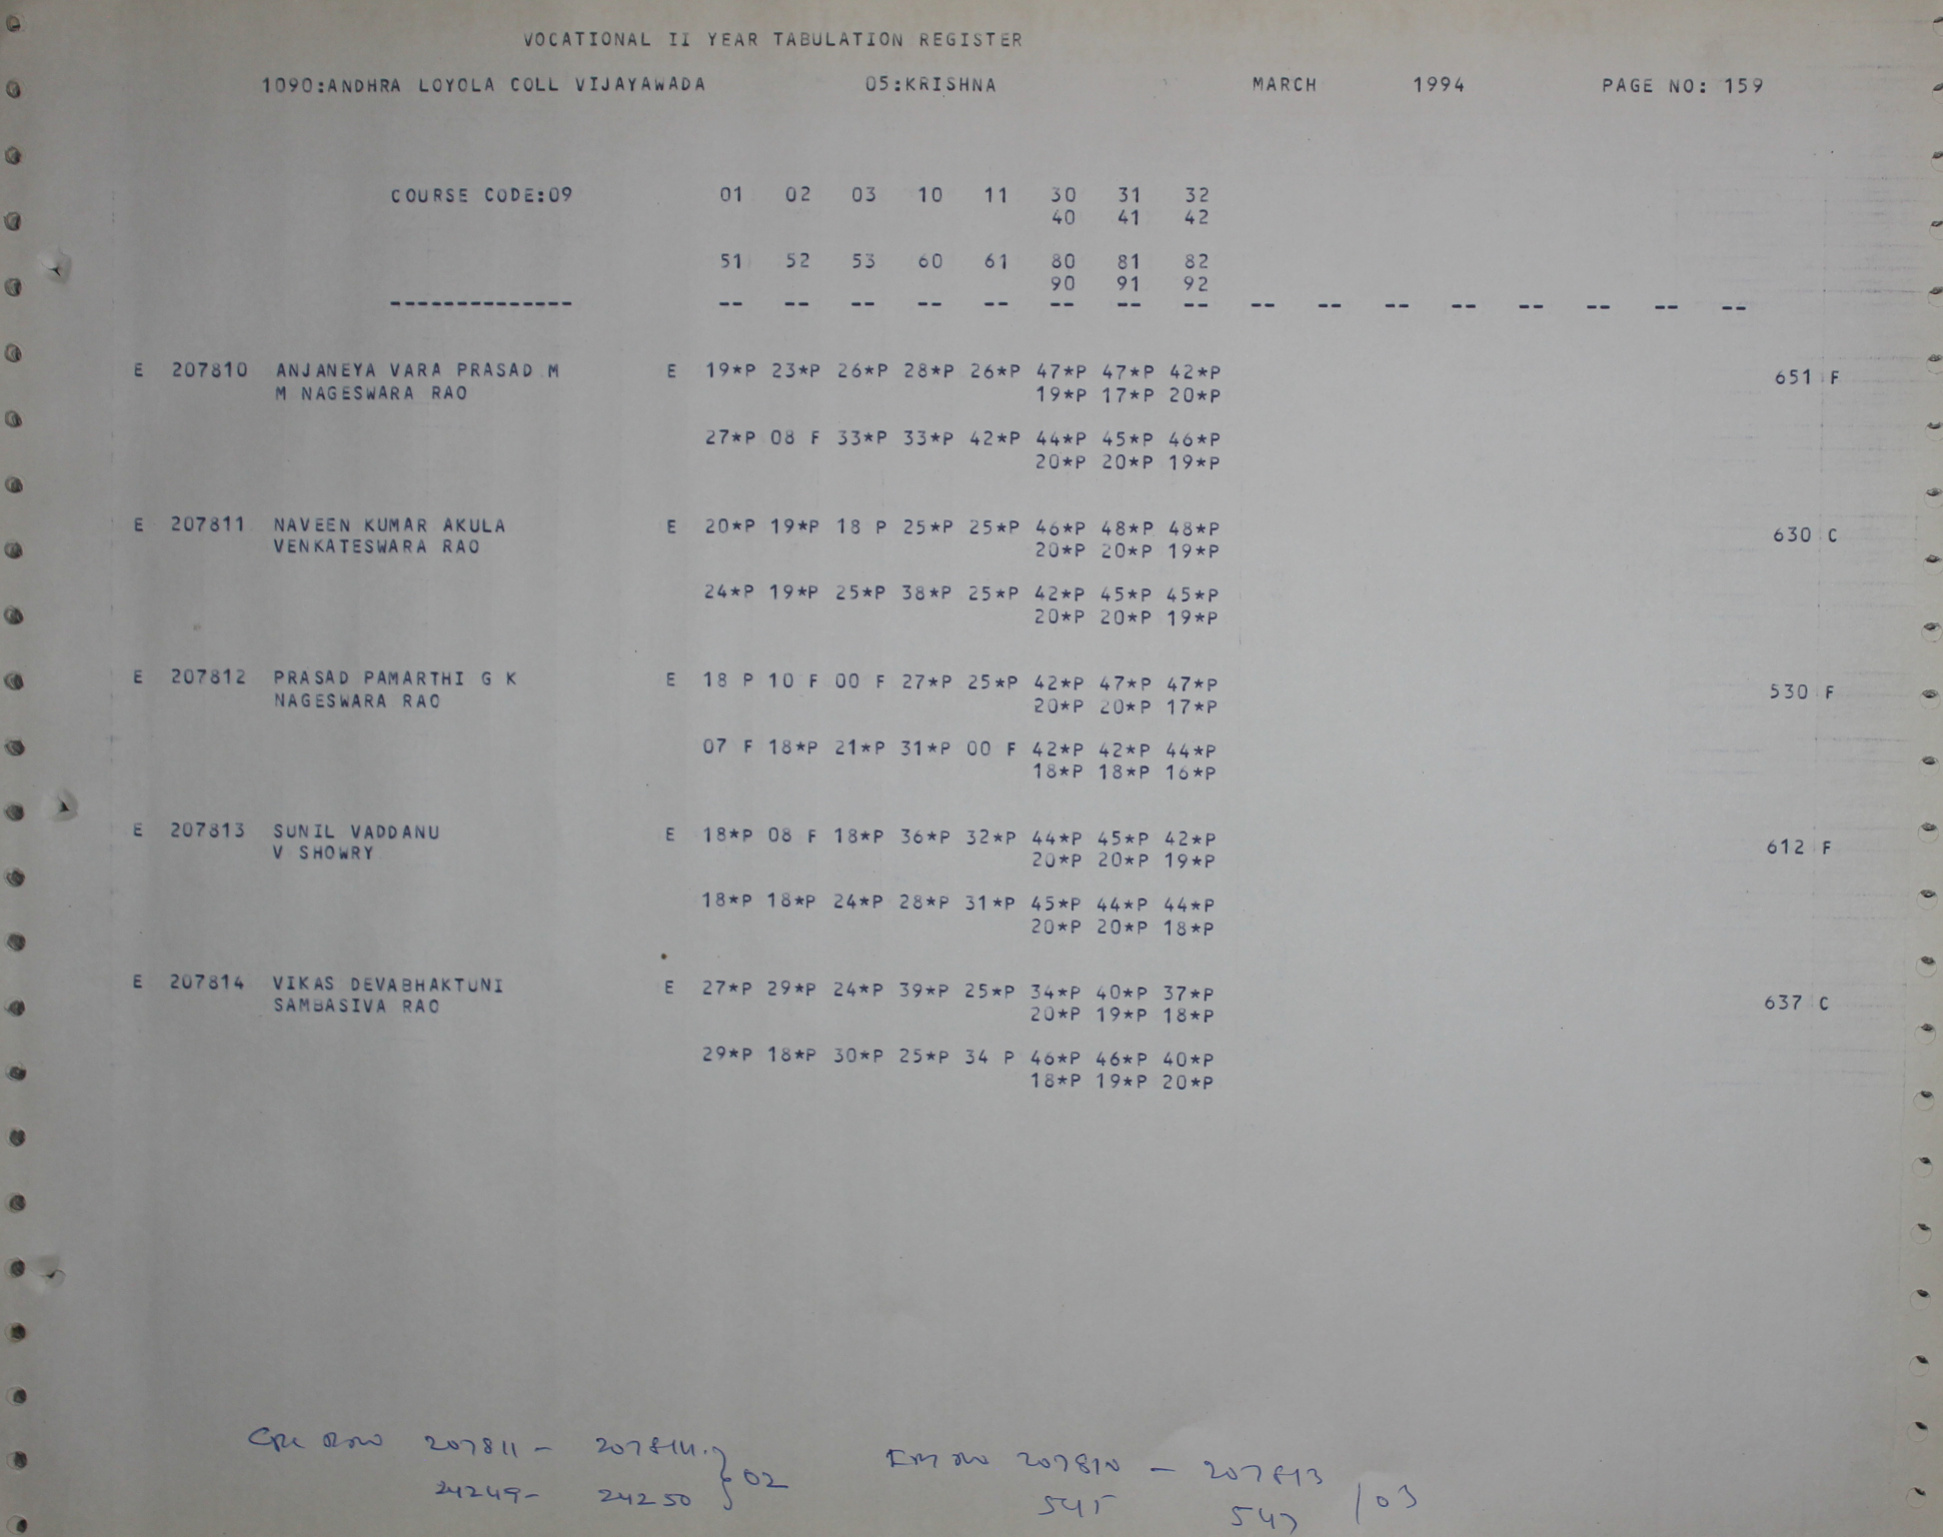 VOCATIONAL II YEAR TABULATION REGISTER
1090:ANDHRA LOYOLA COLL VIJAYAWADA 05:KRISHNA MARCH 1994 PAGE NO: 159
COURSE CODE:09 01 02 03 10 11 30 31 32
40 41 42
51 52 53 60 61 80 81 82
90 91 92
-------------- -- -- -- -- -- -- -- -- -- -- -- -- -- -- -- --
E 207810 ANJANEYA VARA PRASAD M E 19*P 23*P 26*P 28*P 26*P 47*P 47*P 42*P 651 F
M NAGESWARA RAO 19*P 17*P 20*P
27*P 08 F 33*P 33*P 42*P 44*P 45*P 46*P
20*P 20*P 19*P
E 207811 NAVEEN KUMAR AKULA E 20*P 19*P 18 P 25*P 25*P 46*P 48*P 48*P 630 C
VENKATESWARA RAO 20*P 20*P 19*P
24*P 19*P 25*P 38*P 25*P 42*P 45*P 45*P
20*P 20*P 19*P
E 207812 PRASAD PAMARTHI G K E 18 P 10 F 00 F 27*P 25*P 42*P 47*P 47*P 530 F
NAGESWARA RAO 20*P 20*P 17*P
07 F 18*P 21*P 31*P 00 F 42*P 42*P 44*P
18*P 18*P 16*P
E 207813 SUNIL VADDANU E 18*P 08 F 18*P 36*P 32*P 44*P 45*P 42*P 612 F
V SHOWRY 20*P 20*P 19*P
18*P 18*P 24*P 28*P 31*P 45*P 44*P 44*P
20*P 20*P 18*P
E 207814 VIKAS DEVABHAKTUNI E 27*P 29*P 24*P 39*P 25*P 34*P 40*P 37*P 637 C
SAMBASIVA RAO 20*P 19*P 18*P
29*P 18*P 30*P 25*P 34 P 46*P 46*P 40*P
18*P 19*P 20*P
207811 - 207814 207810 - 207813
24249- 24250 } 02 545 547 / 03